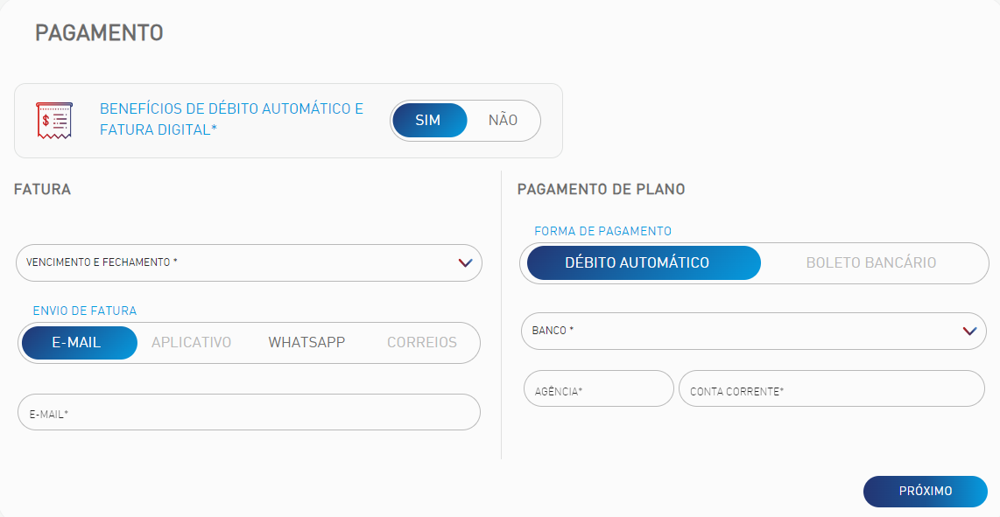 PAGAMENTO
BENEFÍCIOS DE DÉBITO AUTOMÁTICO E
FATURA DIGITAL*
SIM
NÃO
FATURA
VENCIMENTO E FECHAMENTO *
ENVIO DE FATURA
E-MAIL
APLICATIVO
WHATSAPP
CORREIOS
E-MAIL*
PAGAMENTO DE PLANO
FORMA DE PAGAMENTO
DÉBITO AUTOMÁTICO
BOLETO BANCÁRIO
BANCO *
AGÊNCIA*
CONTA CORRENTE*
PRÓXIMO